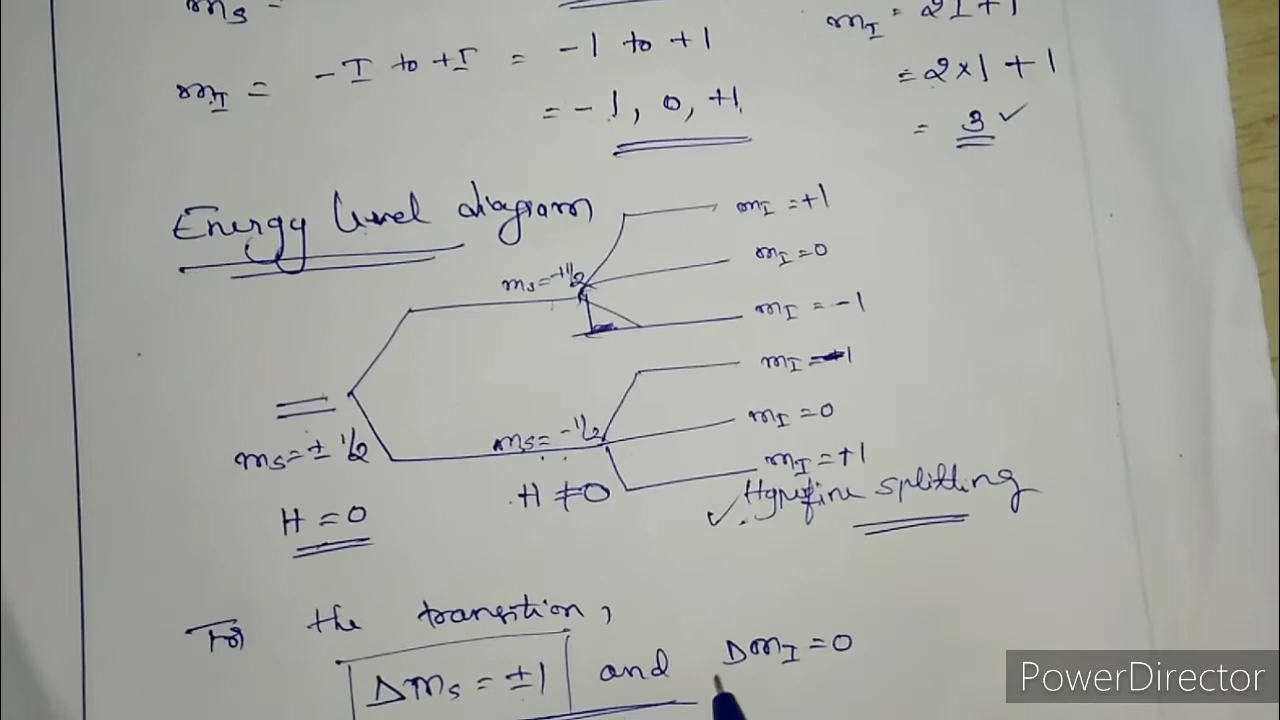 ms =
mI = -I to +I = -1 to +1
= -1, 0, +1
mI = 2I+1
= 2×1+1
= 3 ✓
Energy level diagram
mI = +1
mI = 0
ms = +1/2
mI = -1
mI = -1
mI = 0
ms = -1/2
mI = +1
ms = ± 1/2
H ≠ 0
✓ Hyperfine splitting
H = 0
For the transition,
Δms = ±1 and ΔmI = 0
PowerDirector